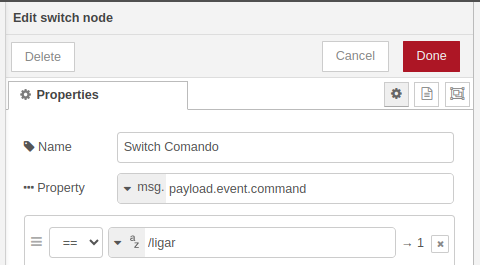 Edit switch node
Delete
Cancel
Done
Properties
Name
Switch Comando
Property
msg.
payload.event.command
==
az
/ligar
→ 1